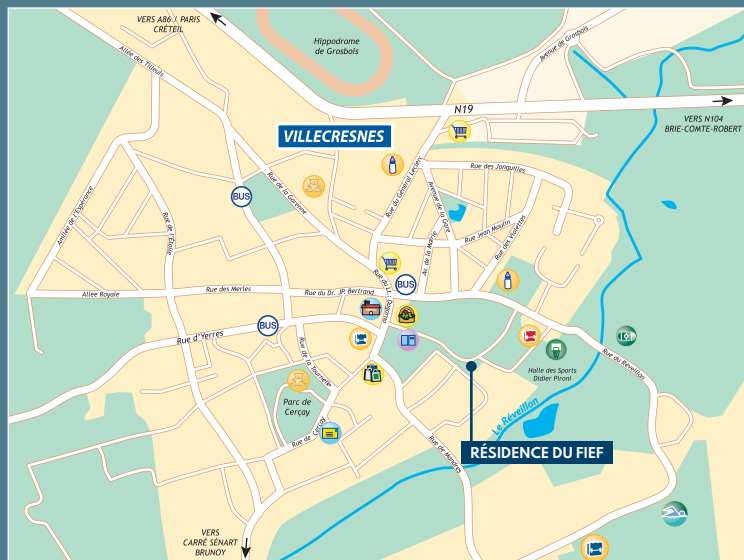 VERS A86 / PARIS
CRÉTEIL
Allée des Tilleuls
Hippodrome
de Grosbois
Avenue de Grosbois
N19
VERS N104
BRIE-COMTE-ROBERT
VILLECRESNES
Rue des Jonquilles
Rue du Général Leclerc
Avenue de la Gare
Rue de la Garenne
BUS
Rue de l'Étoile
Rue Jean Moulin
Rue des Violettes
Av. de la Mairie
Allée Royale
Rue des Merles
Rue du Dr. JP. Bertrand
BUS
BUS
Rue d'Yerres
Rue de la Tournelle
Halle des Sports
Didier Pironi
Rue du Réveillon
Parc de
Cerçay
Rue de Cerçay
Le Réveillon
Rue de Mandres
RÉSIDENCE DU FIEF
VERS
CARRÉ SÉNART
BRUNOY